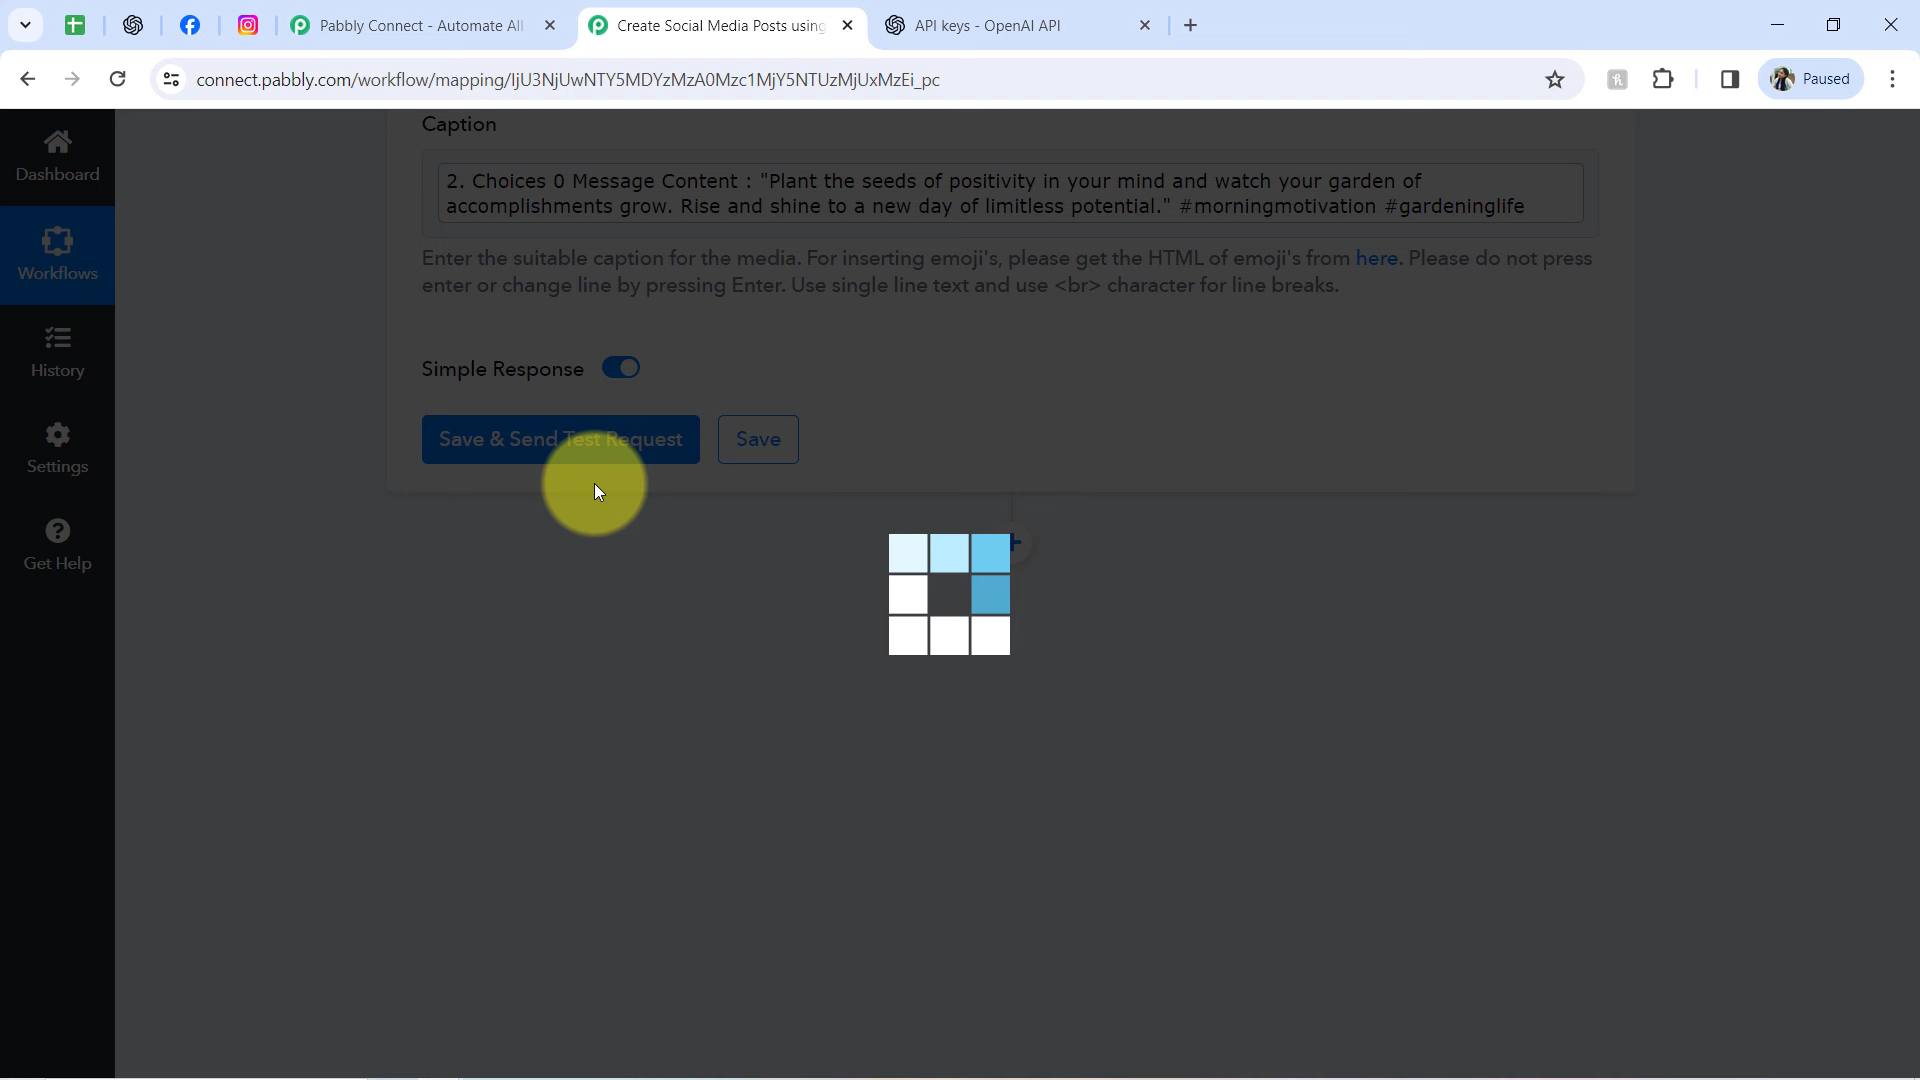 Pabbly Connect - Automate All
Create Social Media Posts using
API keys - OpenAI API
connect.pabbly.com/workflow/mapping/IjU3NjUwNTY5MDYzMzA0Mzc1MjY5NTUzMjUxMzEi_pc
Paused
Dashboard
Workflows
History
Settings
Get Help
Caption
2. Choices 0 Message Content : "Plant the seeds of positivity in your mind and watch your garden of
accomplishments grow. Rise and shine to a new day of limitless potential." #morningmotivation #gardeninglife
Enter the suitable caption for the media. For inserting emoji's, please get the HTML of emoji's from here. Please do not press
enter or change line by pressing Enter. Use single line text and use <br> character for line breaks.
Simple Response
Save & Send Test Request
Save